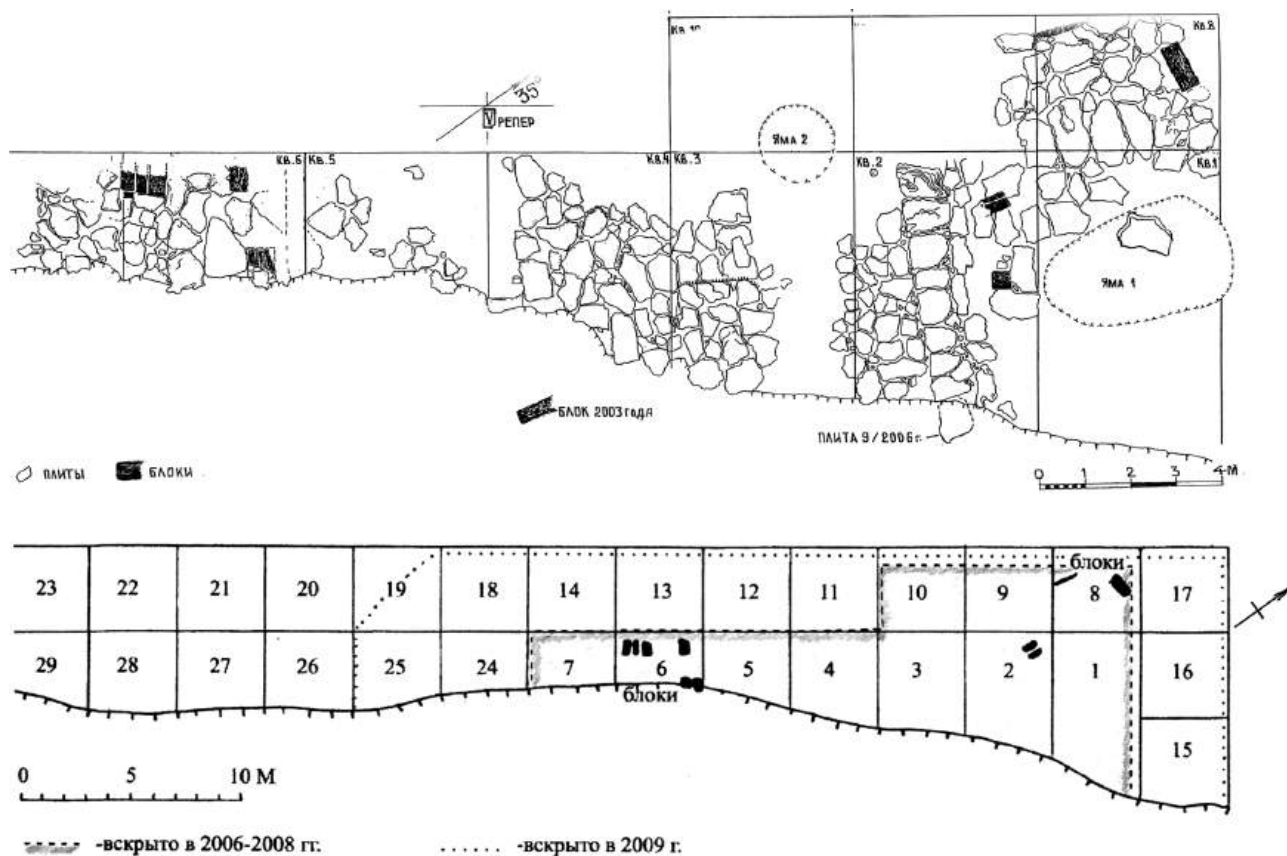 Кв.10
Кв.8
35°
V РЕПЕР
ЯМА 2
Кв.6
Кв.5
Кв.4
Кв.3
Кв.2
Кв.1
ЯМА 1
БЛОК 2003 ГОДА
ПЛИТА 9/2006 г.
ПЛИТЫ
БЛОКИ
0 1 2 3 4 М
блоки
23 22 21 20 19 18 14 13 12 11 10 9 8 17
29 28 27 26 25 24 7 6 5 4 3 2 1 16
блоки
15
0 5 10 М
-вскрыто в 2006-2008 гг.
-вскрыто в 2009 г.